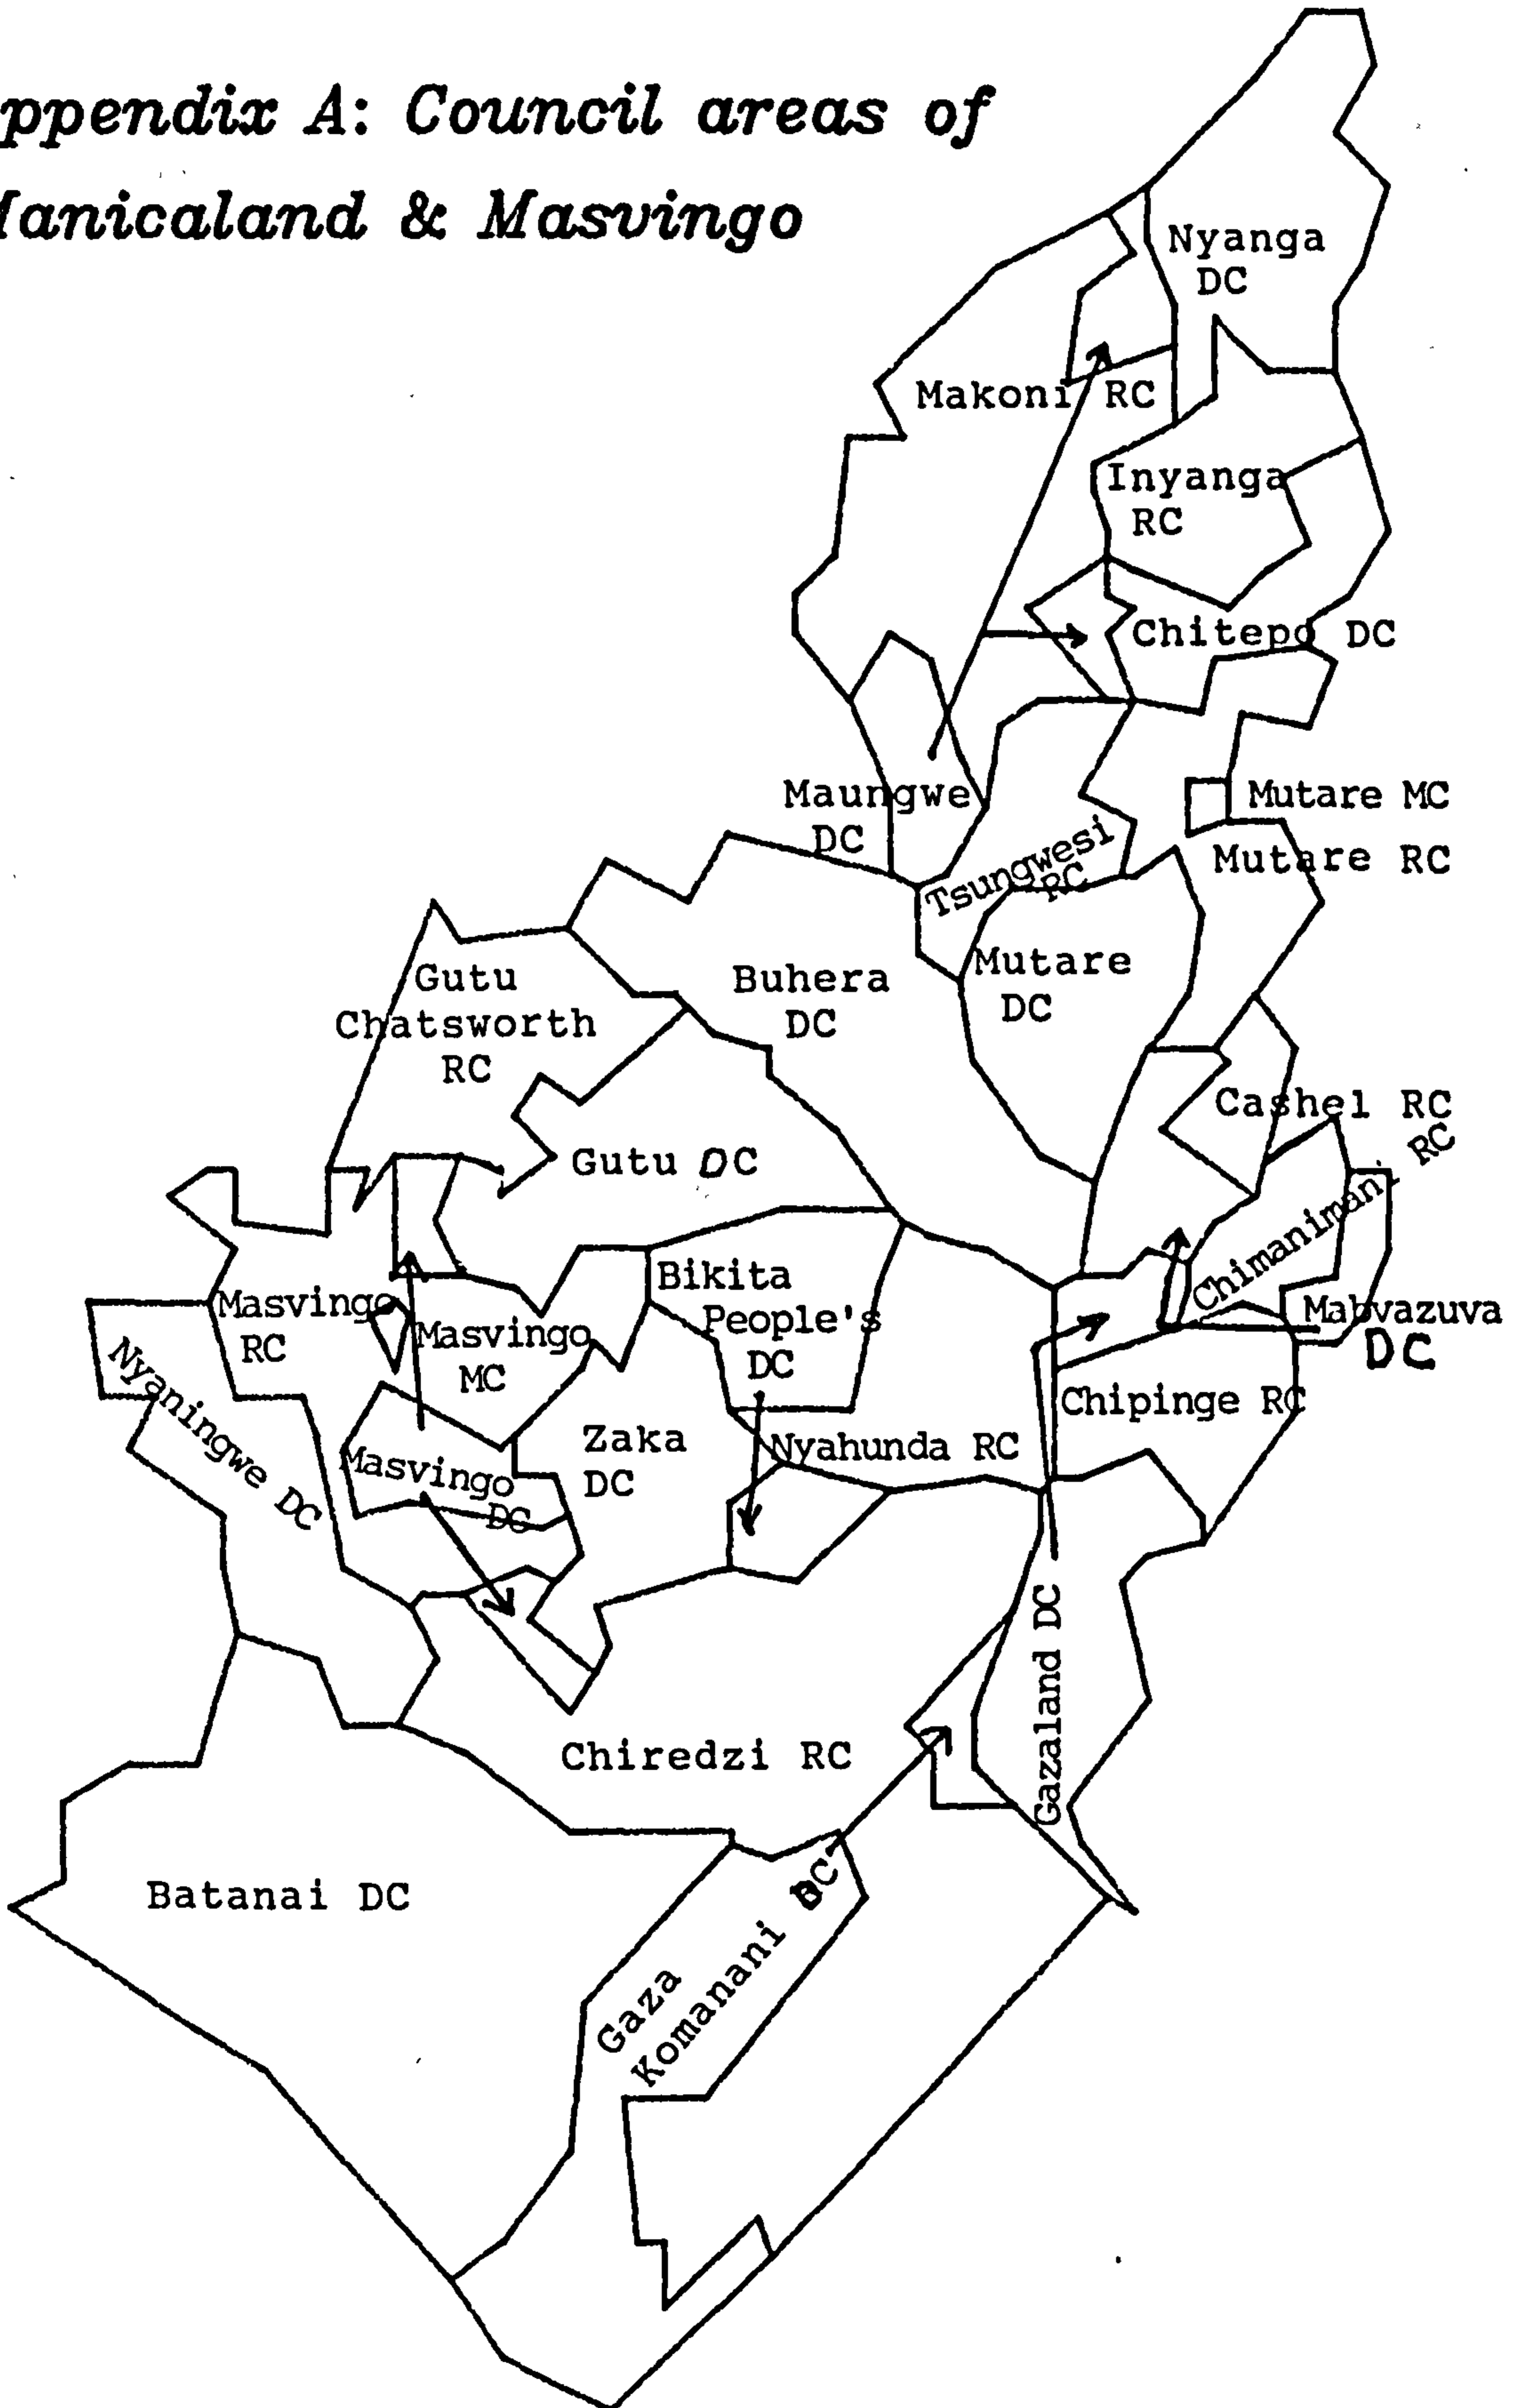 ppendix A: Council areas of
anicaland & Masvingo
Nyanga
DC
Makoni RC
Inyanga
RC
Chitepo DC
Maungwe
DC
Mutare MC
Tsungwesi
RC
Mutare RC
Mutare
DC
Gutu
Chatsworth
RC
Buhera
DC
Cashel RC
Gutu DC
Chimanimani RC
Bikita
People's
DC
Masvingo
RC
Masvingo
MC
Mabvazuva
DC
Nyaningwe DC
Chipinge RC
Zaka
DC
Nyahunda RC
Masvingo
DC
Gazaland DC
Chiredzi RC
Batanai DC
Gaza
Komanani DC